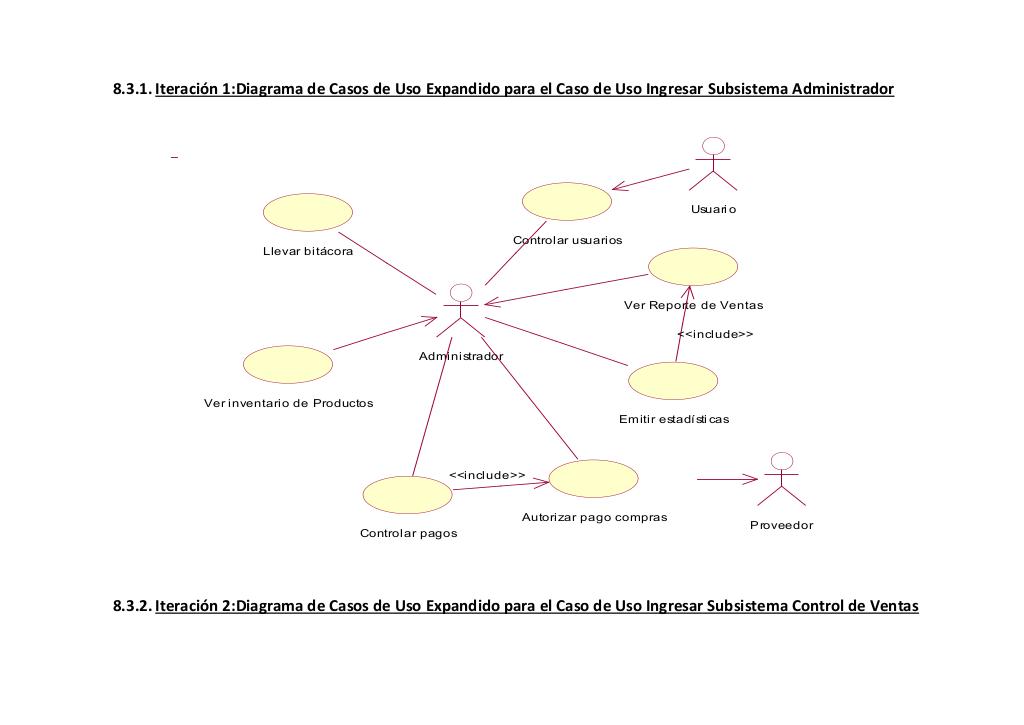 8.3.1. Iteración 1:Diagrama de Casos de Uso Expandido para el Caso de Uso Ingresar Subsistema Administrador
Usuario
Controlar usuarios
Llevar bitácora
Ver Reporte de Ventas
<<include>>
Administrador
Ver inventario de Productos
Emitir estadísticas
<<include>>
Autorizar pago compras
Proveedor
Controlar pagos
8.3.2. Iteración 2:Diagrama de Casos de Uso Expandido para el Caso de Uso Ingresar Subsistema Control de Ventas